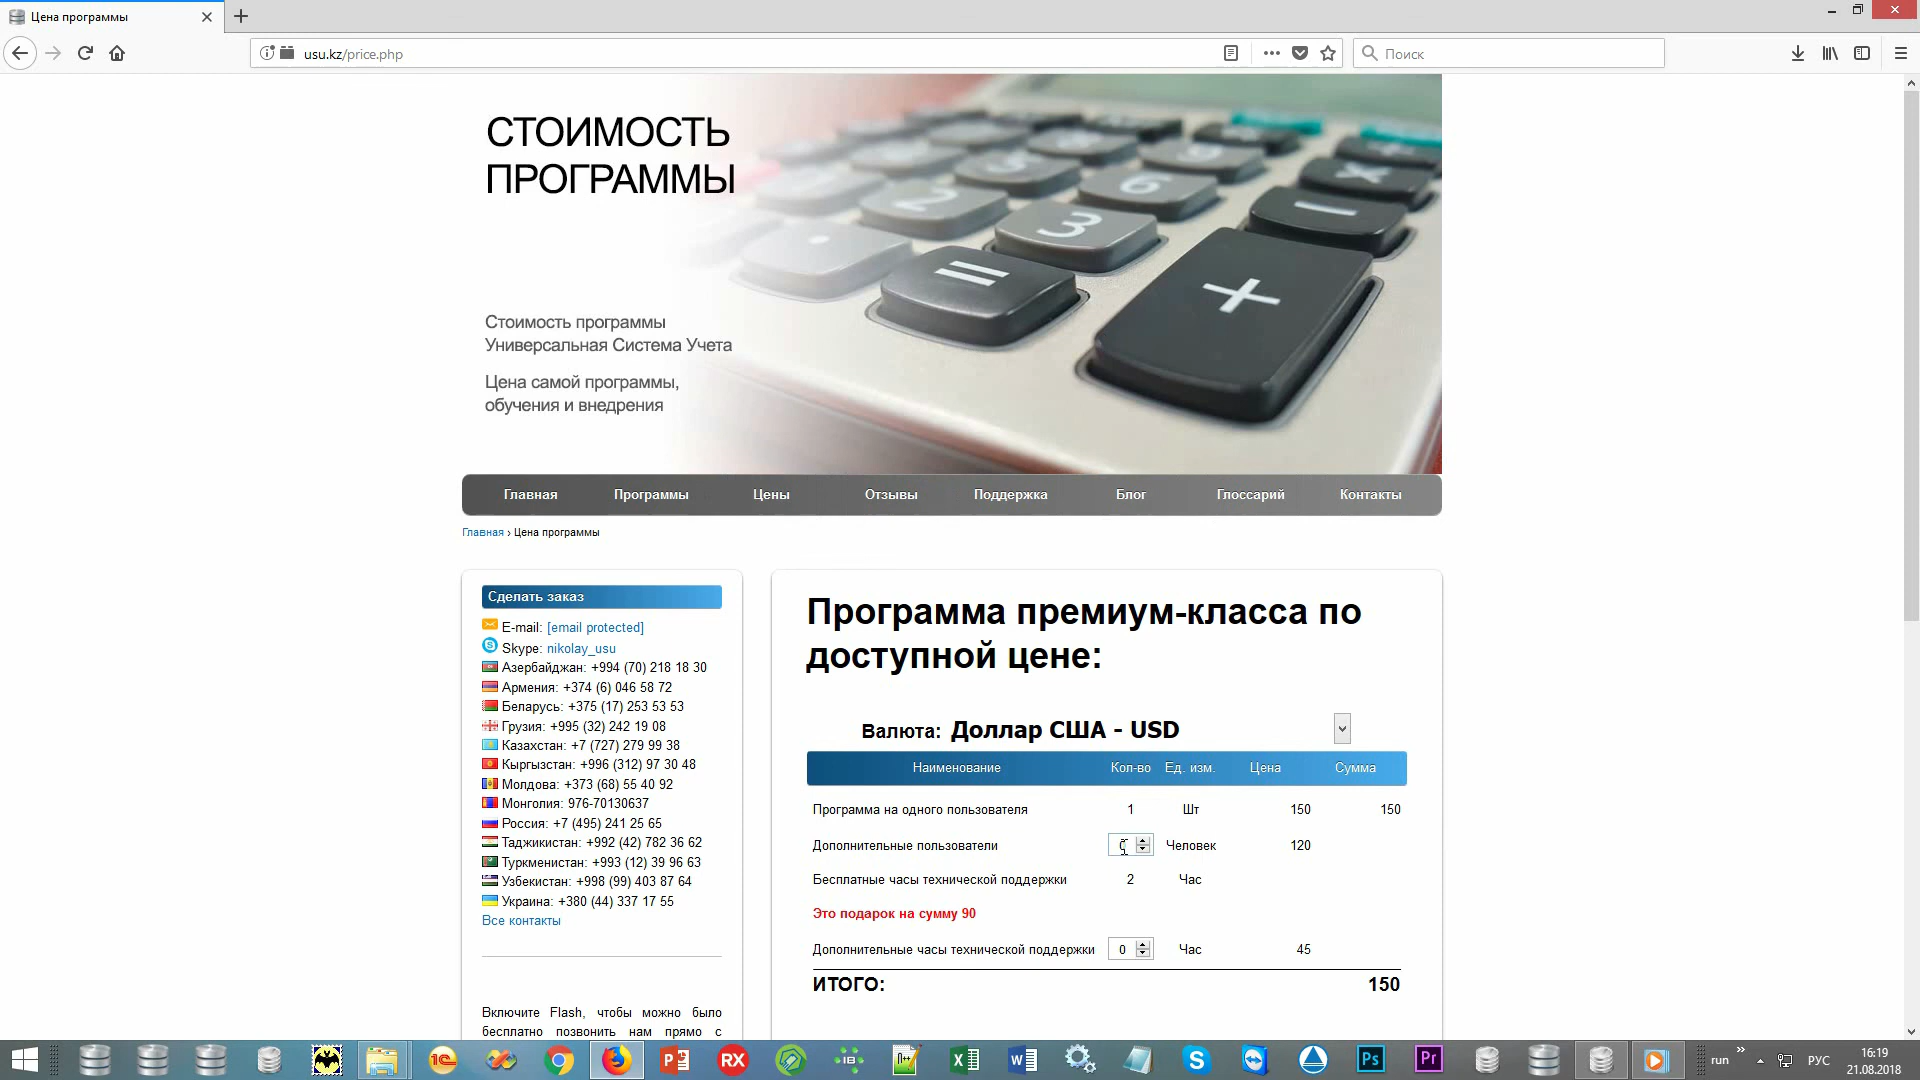 Цена программы
usu.kz/price.php
Поиск
СТОИМОСТЬ
ПРОГРАММЫ
Стоимость программы
Универсальная Система Учета
Цена самой программы,
обучения и внедрения
Главная Программы Цены Отзывы Поддержка Блог Глоссарий Контакты
Главная › Цена программы
Сделать заказ
E-mail: [email protected]
Skype: nikolay_usu
Азербайджан: +994 (70) 218 18 30
Армения: +374 (6) 046 58 72
Беларусь: +375 (17) 253 53 53
Грузия: +995 (32) 242 19 08
Казахстан: +7 (727) 279 99 38
Кыргызстан: +996 (312) 97 30 48
Молдова: +373 (68) 55 40 92
Монголия: 976-70130637
Россия: +7 (495) 241 25 65
Таджикистан: +992 (42) 782 36 62
Туркменистан: +993 (12) 39 96 63
Узбекистан: +998 (99) 403 87 64
Украина: +380 (44) 337 17 55
Все контакты
Включите Flash, чтобы можно было
бесплатно позвонить нам прямо с
Программа премиум-класса по
доступной цене:
Валюта: Доллар США - USD
Наименование Кол-во Ед. изм. Цена Сумма
Программа на одного пользователя 1 Шт 150 150
Дополнительные пользователи 0 Человек 120
Бесплатные часы технической поддержки 2 Час
Это подарок на сумму 90
Дополнительные часы технической поддержки 0 Час 45
ИТОГО: 150
run РУС 16:19
21.08.2018